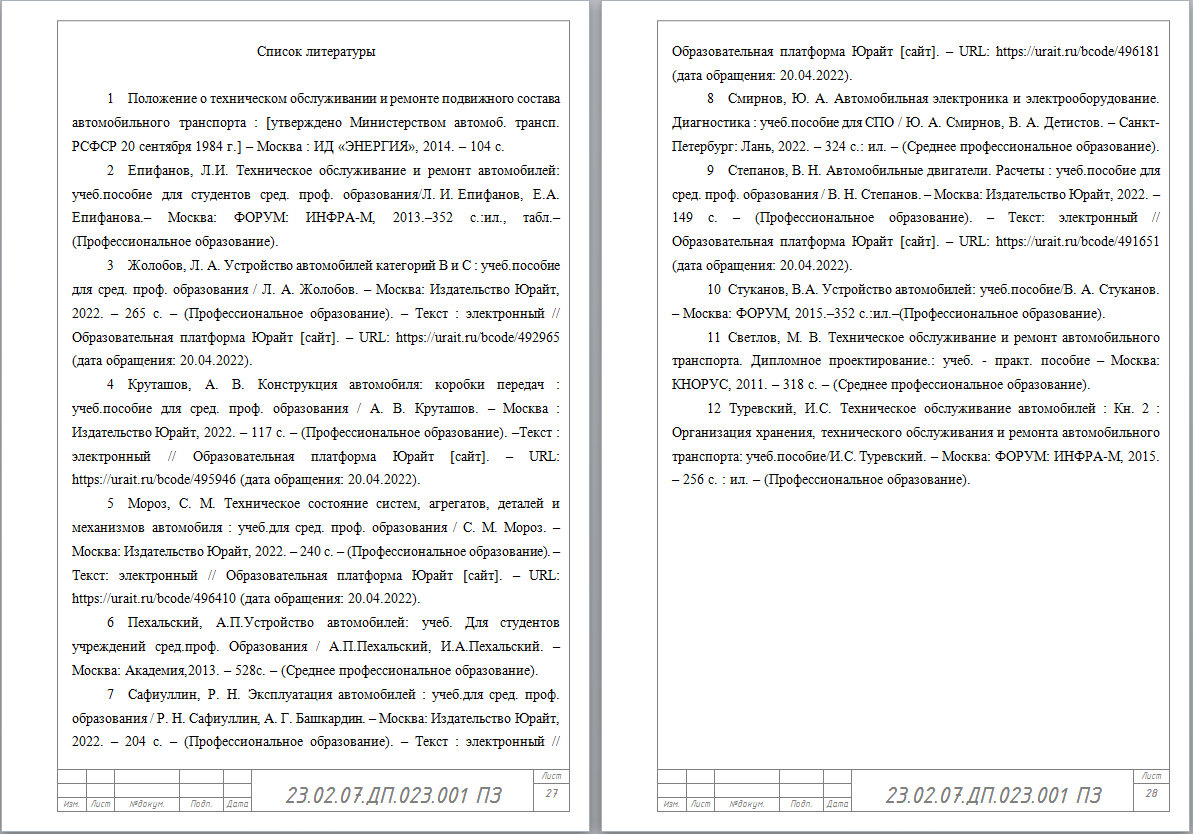 Список литературы
1 Положение о техническом обслуживании и ремонте подвижного состава
автомобильного транспорта : [утверждено Министерством автомоб. трансп.
РСФСР 20 сентября 1984 г.] – Москва : ИД «ЭНЕРГИЯ», 2014. – 104 с.
2 Епифанов, Л.И. Техническое обслуживание и ремонт автомобилей:
учеб.пособие для студентов сред. проф. образования/Л. И. Епифанов, Е.А.
Епифанова.– Москва: ФОРУМ: ИНФРА-М, 2013.–352 с.:ил., табл.–
(Профессиональное образование).
3 Жолобов, Л. А. Устройство автомобилей категорий В и С : учеб.пособие
для сред. проф. образования / Л. А. Жолобов. – Москва: Издательство Юрайт,
2022. – 265 с. – (Профессиональное образование). – Текст : электронный //
Образовательная платформа Юрайт [сайт]. – URL: https://urait.ru/bcode/492965
(дата обращения: 20.04.2022).
4 Круташов, А. В. Конструкция автомобиля: коробки передач :
учеб.пособие для сред. проф. образования / А. В. Круташов. – Москва :
Издательство Юрайт, 2022. – 117 с. – (Профессиональное образование). –Текст :
электронный // Образовательная платформа Юрайт [сайт]. – URL:
https://urait.ru/bcode/495946 (дата обращения: 20.04.2022).
5 Мороз, С. М. Техническое состояние систем, агрегатов, деталей и
механизмов автомобиля : учеб.для сред. проф. образования / С. М. Мороз. –
Москва: Издательство Юрайт, 2022. – 240 с. – (Профессиональное образование). –
Текст: электронный // Образовательная платформа Юрайт [сайт]. – URL:
https://urait.ru/bcode/496410 (дата обращения: 20.04.2022).
6 Пехальский, А.П.Устройство автомобилей: учеб. Для студентов
учреждений сред.проф. Образования / А.П.Пехальский, И.А.Пехальский. –
Москва: Академия,2013. – 528с. – (Среднее профессиональное образование).
7 Сафиуллин, Р. Н. Эксплуатация автомобилей : учеб.для сред. проф.
образования / Р. Н. Сафиуллин, А. Г. Башкардин. – Москва: Издательство Юрайт,
2022. – 204 с. – (Профессиональное образование). – Текст : электронный //
Изм. Лист №докум. Подп. Дата
23.02.07.ДП.023.001 ПЗ
Лист
27
Образовательная платформа Юрайт [сайт]. – URL: https://urait.ru/bcode/496181
(дата обращения: 20.04.2022).
8 Смирнов, Ю. А. Автомобильная электроника и электрооборудование.
Диагностика : учеб.пособие для СПО / Ю. А. Смирнов, В. А. Детистов. – Санкт-
Петербург: Лань, 2022. – 324 с.: ил. – (Среднее профессиональное образование).
9 Степанов, В. Н. Автомобильные двигатели. Расчеты : учеб.пособие для
сред. проф. образования / В. Н. Степанов. – Москва: Издательство Юрайт, 2022. –
149 с. – (Профессиональное образование). – Текст: электронный //
Образовательная платформа Юрайт [сайт]. – URL: https://urait.ru/bcode/491651
(дата обращения: 20.04.2022).
10 Стуканов, В.А. Устройство автомобилей: учеб.пособие/В. А. Стуканов.
– Москва: ФОРУМ, 2015.–352 с.:ил.–(Профессиональное образование).
11 Светлов, М. В. Техническое обслуживание и ремонт автомобильного
транспорта. Дипломное проектирование.: учеб. - практ. пособие – Москва:
КНОРУС, 2011. – 318 с. – (Среднее профессиональное образование).
12 Туревский, И.С. Техническое обслуживание автомобилей : Кн. 2 :
Организация хранения, технического обслуживания и ремонта автомобильного
транспорта: учеб.пособие/И.С. Туревский. – Москва: ФОРУМ: ИНФРА-М, 2015.
– 256 с. : ил. – (Профессиональное образование).
Изм. Лист №докум. Подп. Дата
23.02.07.ДП.023.001 ПЗ
Лист
28